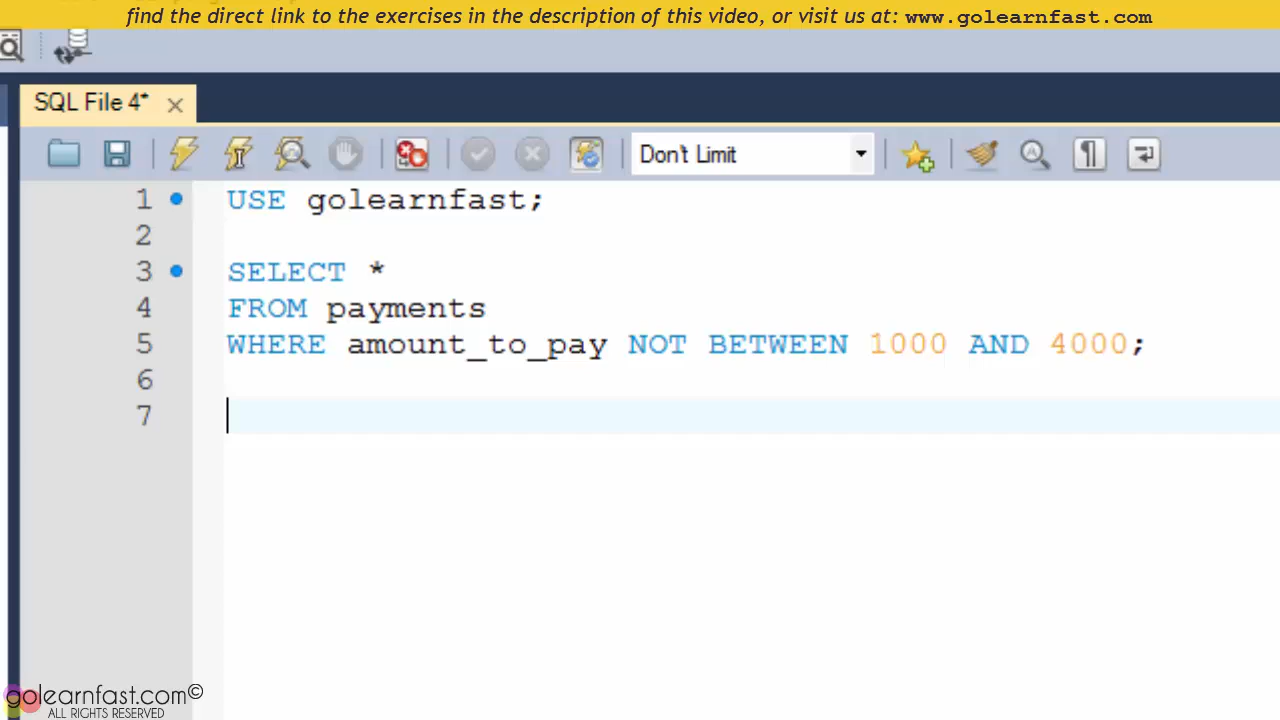 find the direct link to the exercises in the description of this video, or visit us at: www.golearnfast.com
SQL File 4*
Don't Limit
1 USE golearnfast;
2
3 SELECT *
4 FROM payments
5 WHERE amount_to_pay NOT BETWEEN 1000 AND 4000;
6
7
golearnfast.com©
ALL RIGHTS RESERVED